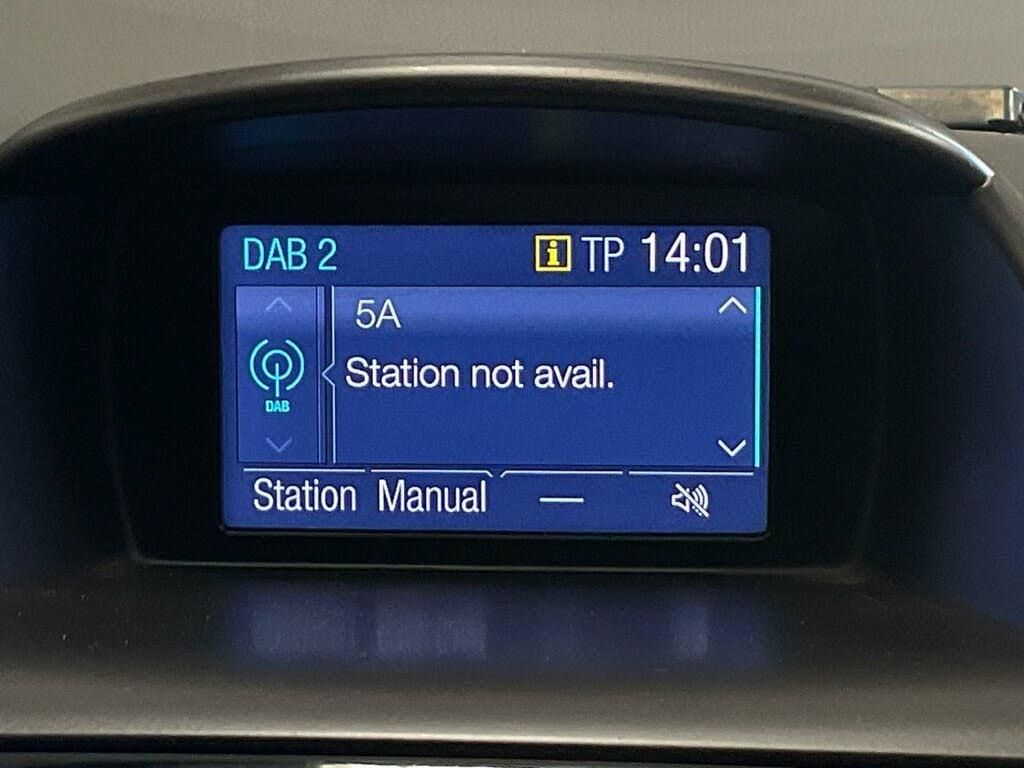 DAB 2
i TP 14:01
5A
DAB
Station not avail.
Station Manual —